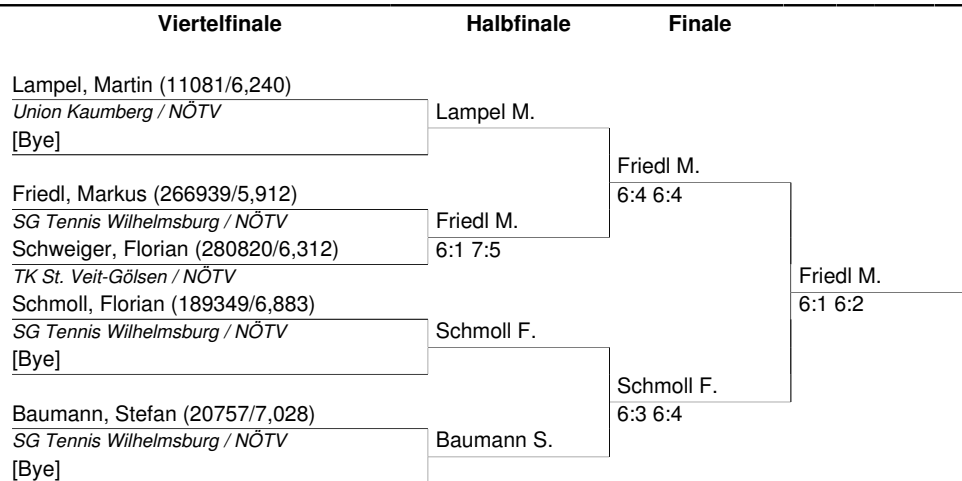 Viertelfinale Halbfinale Finale
Lampel, Martin (11081/6,240)
Union Kaumberg / NÖTV Lampel M.
[Bye]
Friedl M.
Friedl, Markus (266939/5,912) 6:4 6:4
SG Tennis Wilhelmsburg / NÖTV Friedl M.
Schweiger, Florian (280820/6,312) 6:1 7:5
TK St. Veit-Gölsen / NÖTV Friedl M.
Schmoll, Florian (189349/6,883) 6:1 6:2
SG Tennis Wilhelmsburg / NÖTV Schmoll F.
[Bye]
Schmoll F.
Baumann, Stefan (20757/7,028) 6:3 6:4
SG Tennis Wilhelmsburg / NÖTV Baumann S.
[Bye]